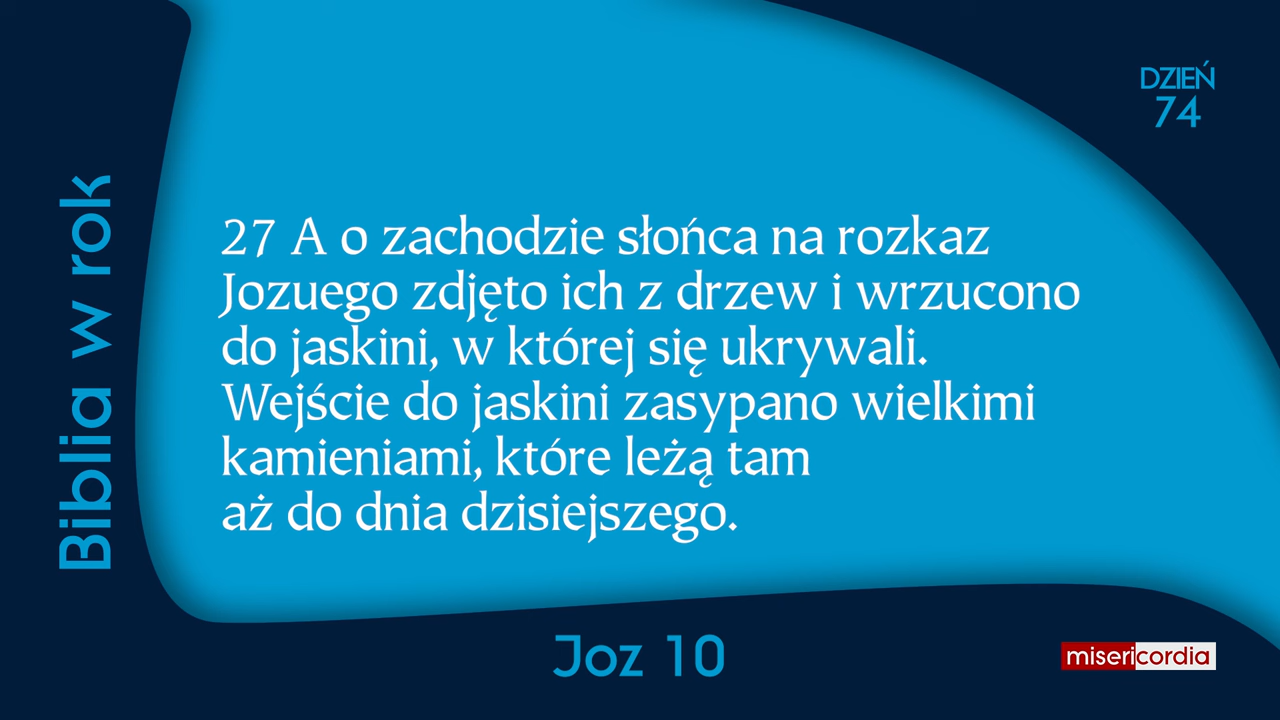 DZIEŃ
74
Biblia w rok
27 A o zachodzie słońca na rozkaz
Jozuego zdjęto ich z drzew i wrzucono
do jaskini, w której się ukrywali.
Wejście do jaskini zasypano wielkimi
kamieniami, które leżą tam
aż do dnia dzisiejszego.
Joz 10
misericordia